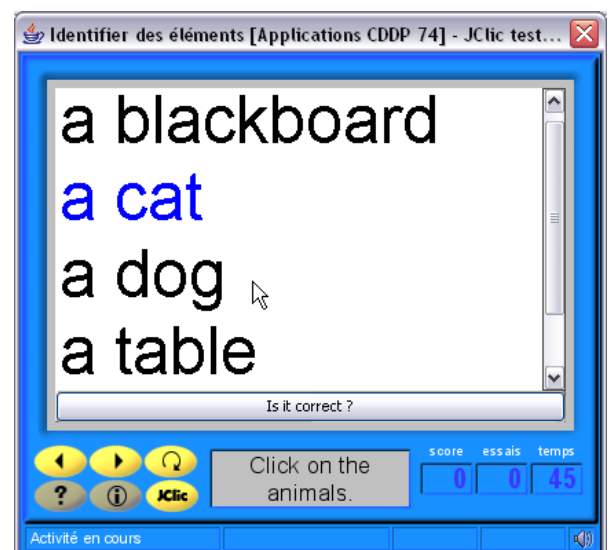 Identifier des éléments [Applications CDDP 74] - JClic test...
a blackboard
a cat
a dog
a table
Is it correct ?
? i JClic
Click on the
animals.
score essais temps
0 0 45
Activité en cours